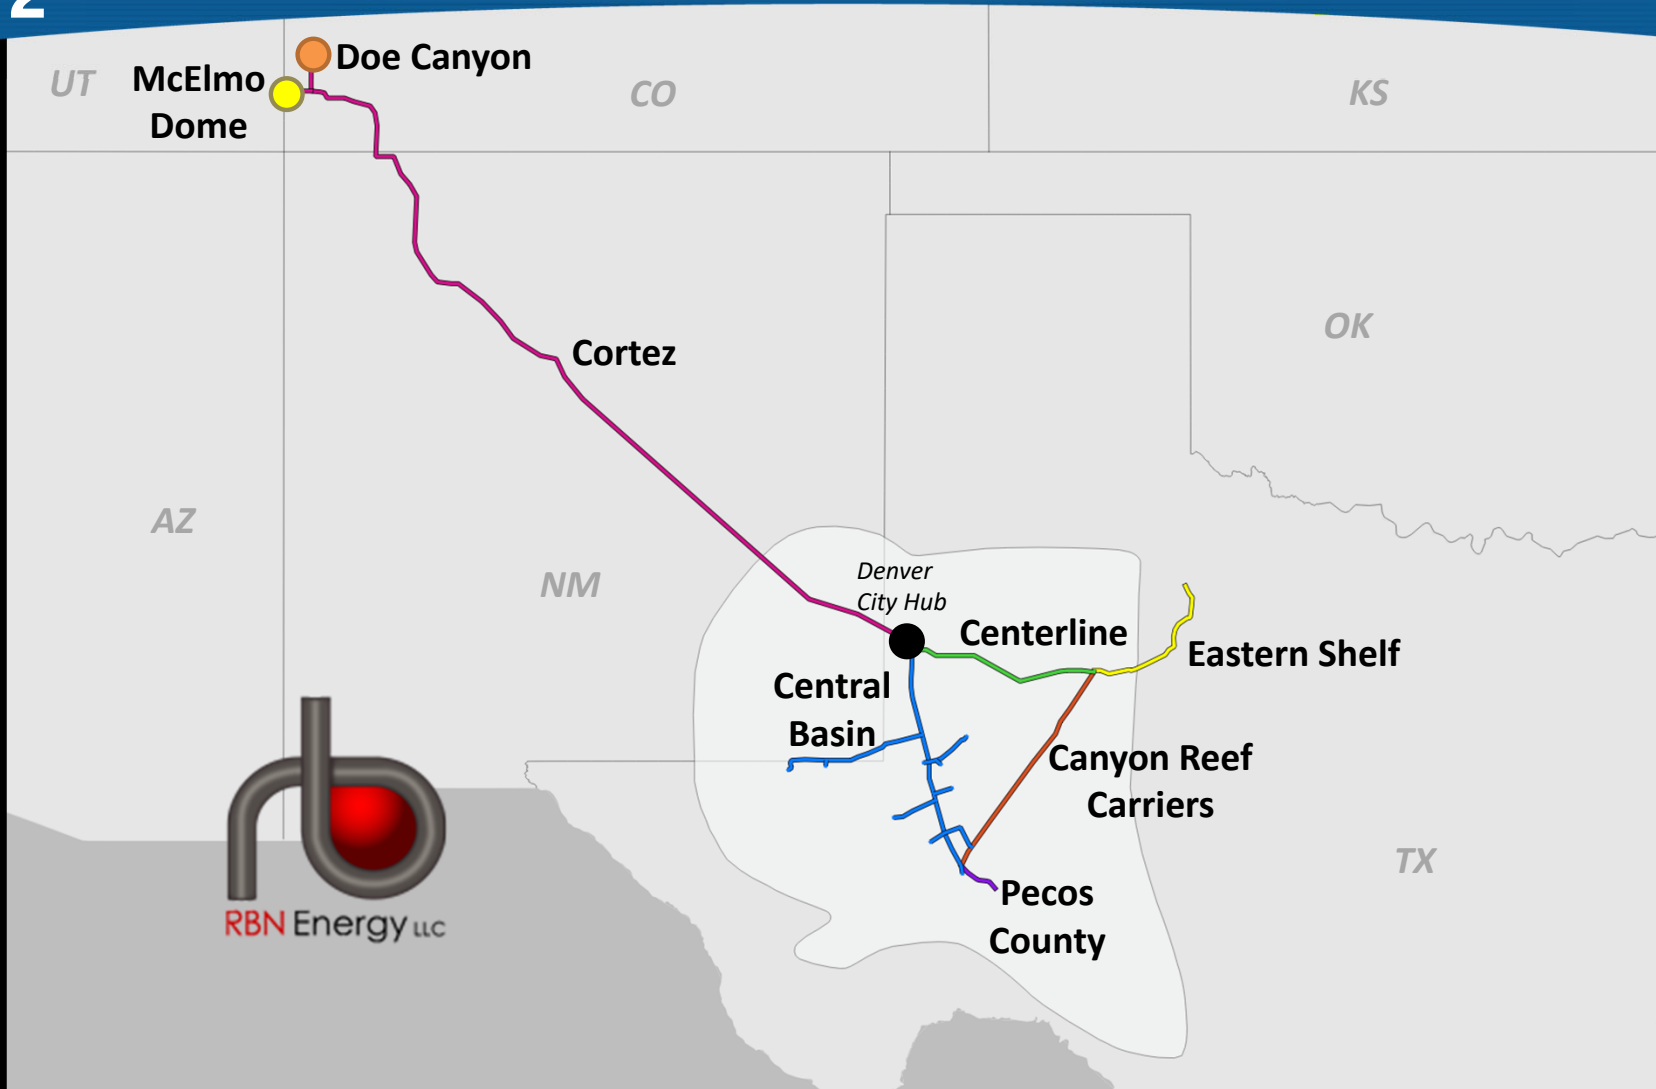 2
Doe Canyon
McElmo
Dome
UT
CO
KS
OK
Cortez
AZ
NM
Denver
City Hub
Centerline
Eastern Shelf
Central
Basin
Canyon Reef
Carriers
TX
Pecos
County
RBN Energy LLC